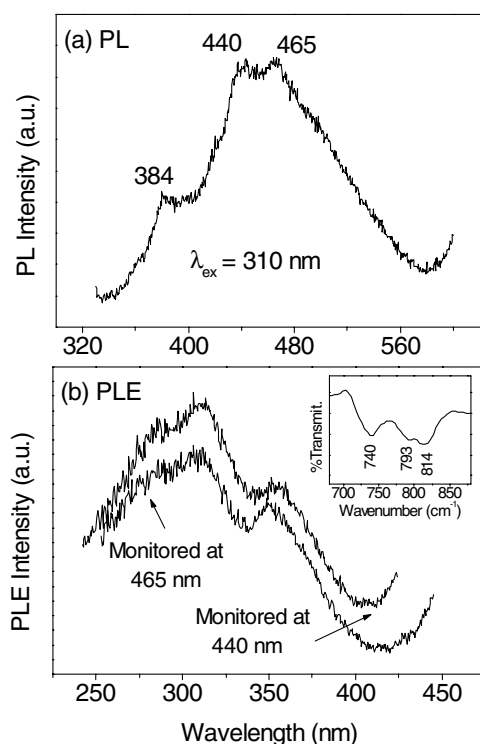 (a) PL
440
465
384
λex = 310 nm
PL Intensity (a.u.)
320 400 480 560
(b) PLE
%Transmit.
740
793
814
700 750 800 850
Wavenumber (cm-1)
Monitored at
465 nm
Monitored at
440 nm
PLE Intensity (a.u.)
250 300 350 400 450
Wavelength (nm)